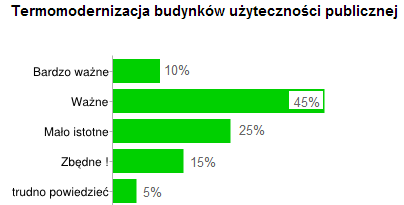 Termomodernizacja budynków użyteczności publicznej
Bardzo ważne 10%
Ważne 45%
Mało istotne 25%
Zbędne ! 15%
trudno powiedzieć 5%